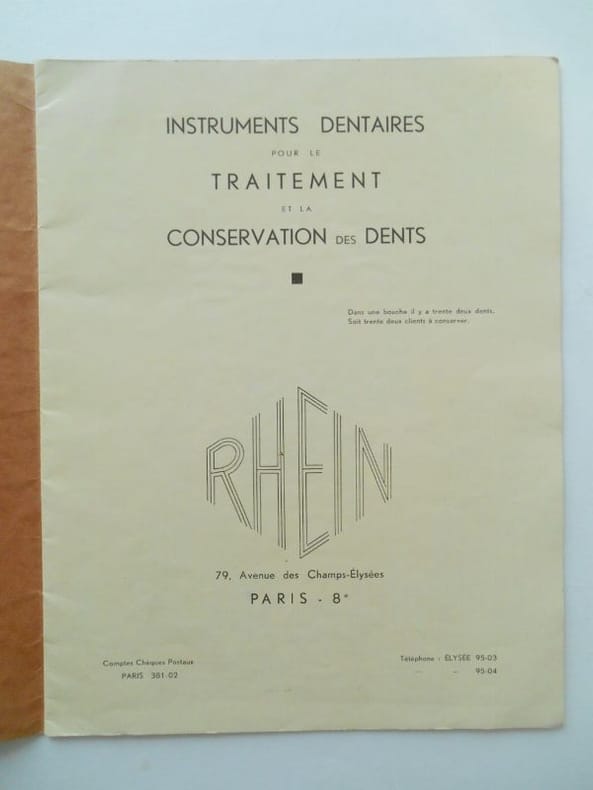 INSTRUMENTS DENTAIRES
POUR LE
TRAITEMENT
ET LA
CONSERVATION DES DENTS
Dans une bouche il y a trente deux dents.
Soit trente deux clients à conserver.
RHEIN
79, Avenue des Champs-Élysées
PARIS - 8e
Comptes Chèques Postaux
PARIS 381-02
Téléphone : ÉLYSÉE 95-03
— — 95-04